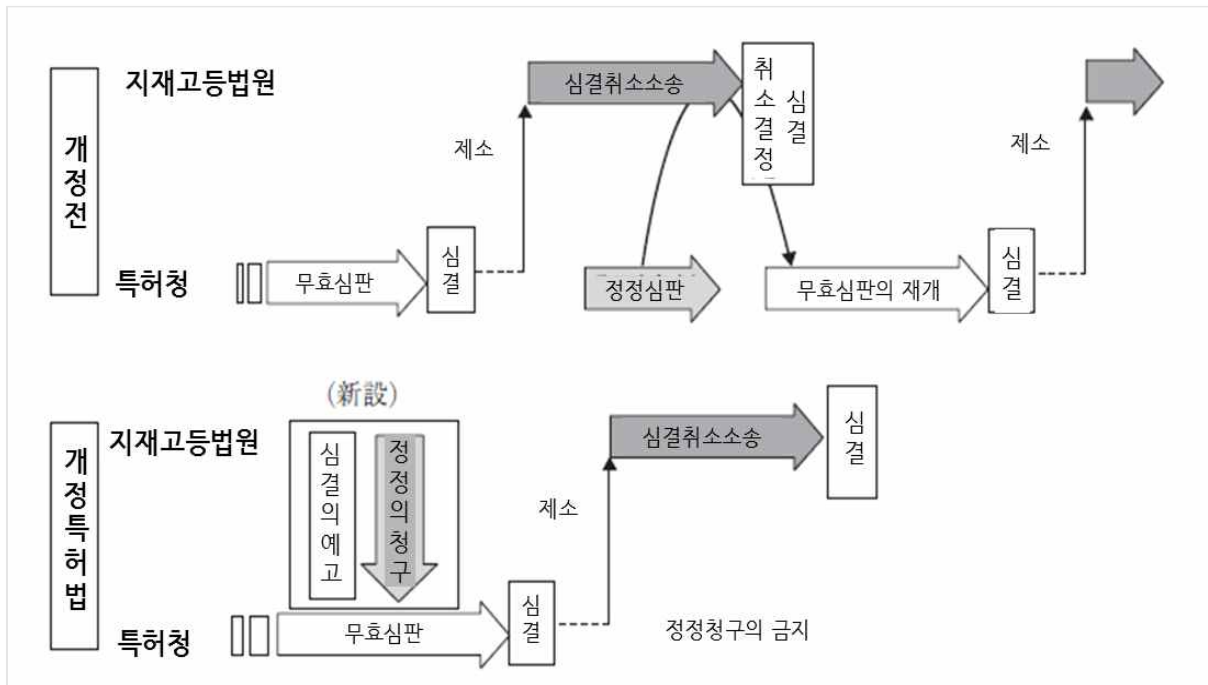 지재고등법원
심결취소소송
취소결정
심결
제소
제소
개정전
특허청
무효심판
심결
정정심판
무효심판의 재개
심결
(新設)
지재고등법원
심결취소소송
심결
개정특허법
심결의예고
정정의청구
제소
특허청
무효심판
심결
정정청구의 금지